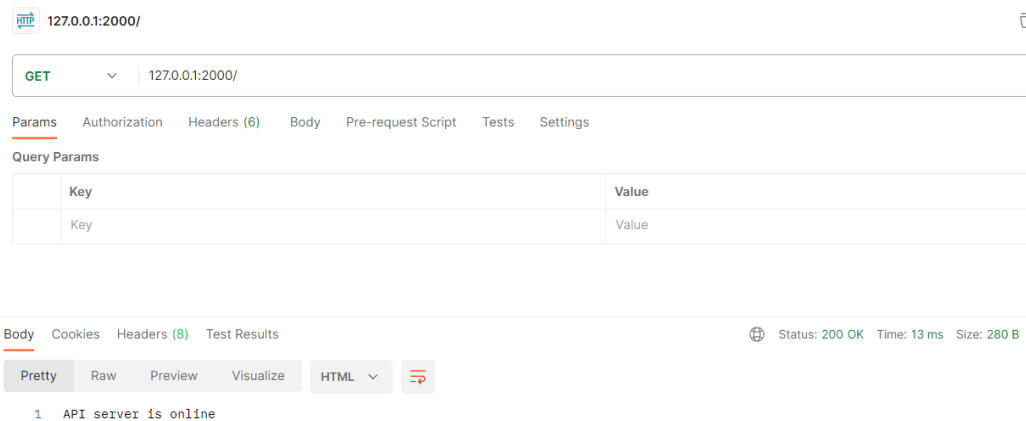 HTTP 127.0.0.1:2000/
GET 127.0.0.1:2000/
Params Authorization Headers (6) Body Pre-request Script Tests Settings
Query Params
Key Value
Key Value
Body Cookies Headers (8) Test Results Status: 200 OK Time: 13 ms Size: 280 B
Pretty Raw Preview Visualize HTML
1 API server is online